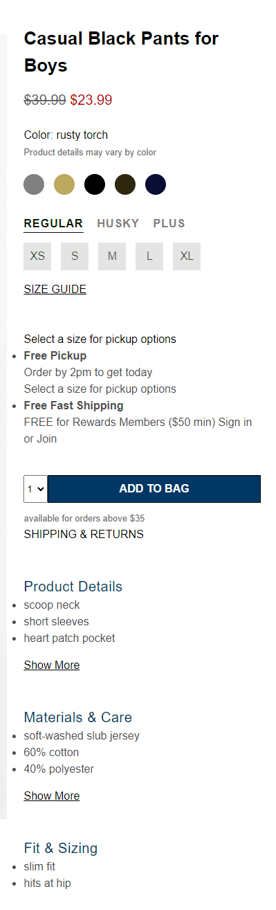 Casual Black Pants for
Boys
$39.99 $23.99
Color: rusty torch
Product details may vary by color
REGULAR HUSKY PLUS
XS S M L XL
SIZE GUIDE
Select a size for pickup options
Free Pickup
Order by 2pm to get today
Select a size for pickup options
Free Fast Shipping
FREE for Rewards Members ($50 min) Sign in
or Join
1 ADD TO BAG
available for orders above $35
SHIPPING & RETURNS
Product Details
scoop neck
short sleeves
heart patch pocket
Show More
Materials & Care
soft-washed slub jersey
60% cotton
40% polyester
Show More
Fit & Sizing
slim fit
hits at hip